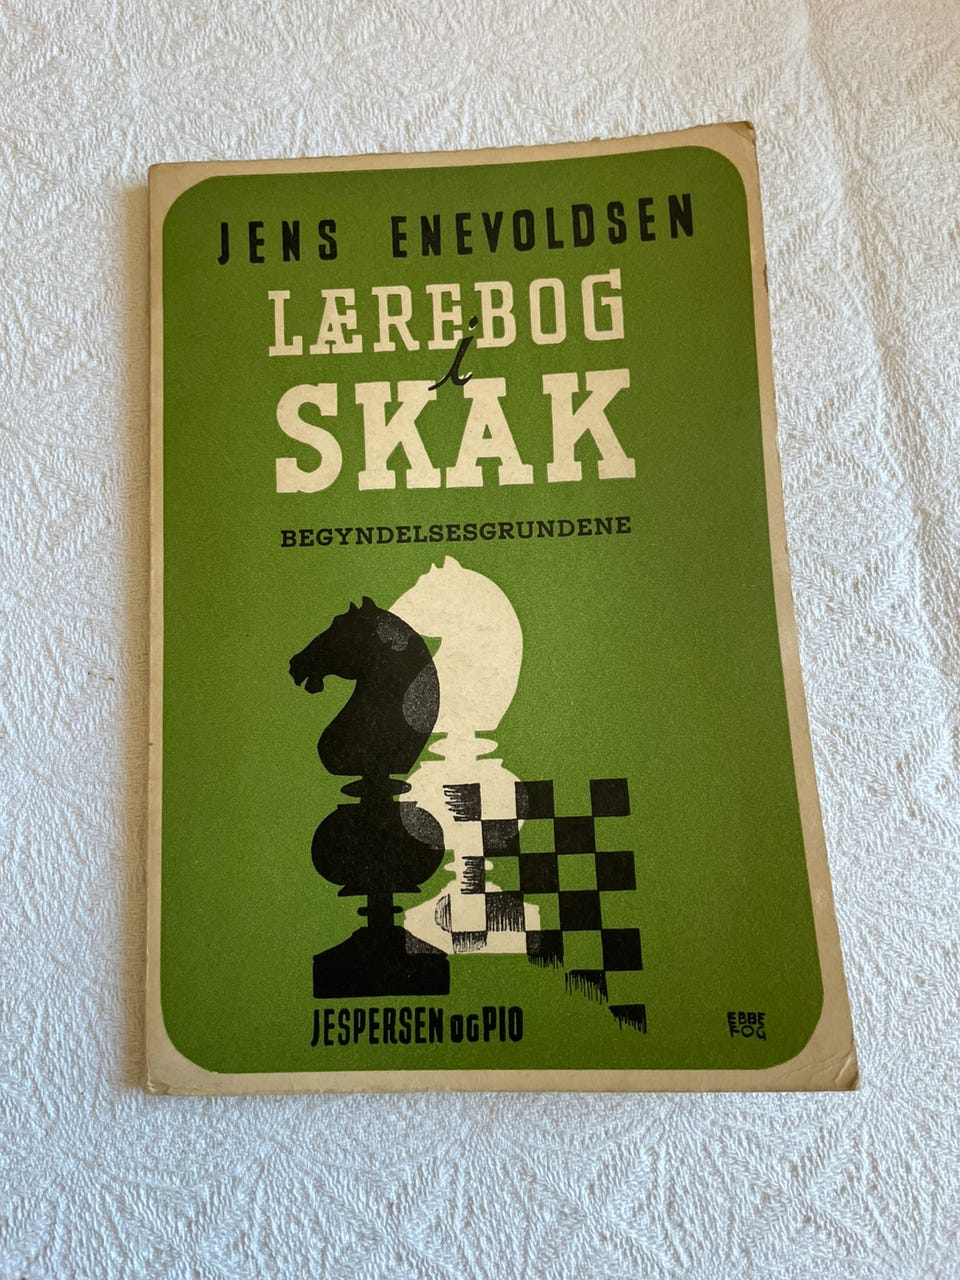 JENS ENEVOLDSEN
LÆREBOG
i
SKAK
BEGYNDELSESGRUNDENE
JESPERSEN OG PIO
EBBE
FOG